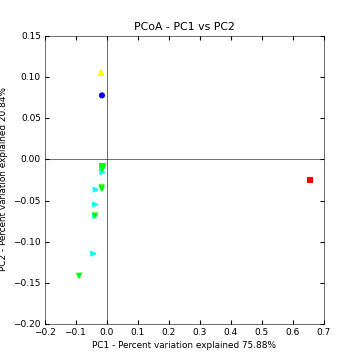 PCoA - PC1 vs PC2
0.15
0.10
0.05
0.00
−0.05
−0.10
−0.15
−0.20
PC2 - Percent variation explained 20.84%
−0.2 −0.1 0.0 0.1 0.2 0.3 0.4 0.5 0.6 0.7
PC1 - Percent variation explained 75.88%